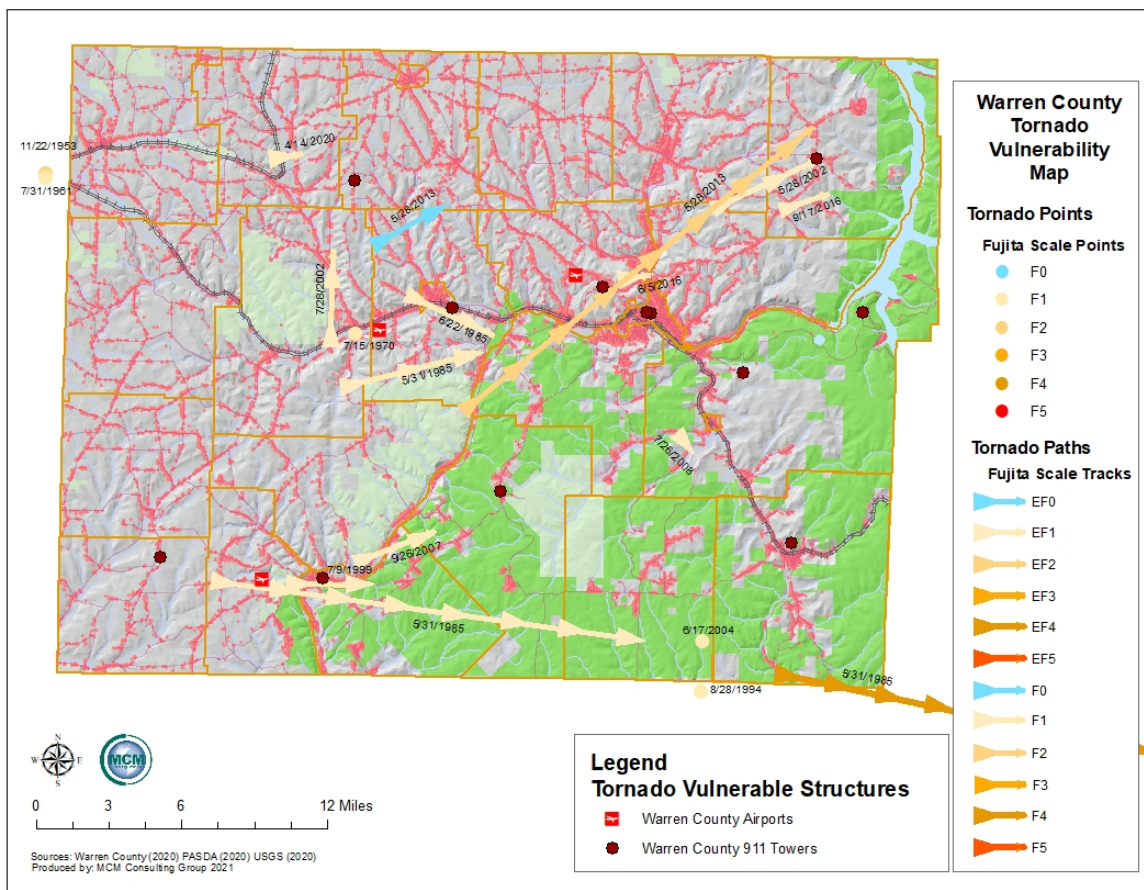 11/22/1953
7/31/1961
4/14/2020
5/28/2013
5/28/2013
5/28/2002
9/17/2016
6/5/2016
7/28/2002
7/15/1970
6/22/1985
5/31/1985
7/26/2008
9/26/2007
7/9/1999
5/31/1985
6/17/2004
8/28/1994
5/31/1985
Warren County
Tornado
Vulnerability
Map
Tornado Points
Fujita Scale Points
F0
F1
F2
F3
F4
F5
Tornado Paths
Fujita Scale Tracks
EF0
EF1
EF2
EF3
EF4
EF5
F0
F1
F2
F3
F4
F5
N
W E
S
MCM
0 3 6 12 Miles
Sources: Warren County (2020) PASDA (2020) USGS (2020)
Produced by: MCM Consulting Group 2021
Legend
Tornado Vulnerable Structures
Warren County Airports
Warren County 911 Towers